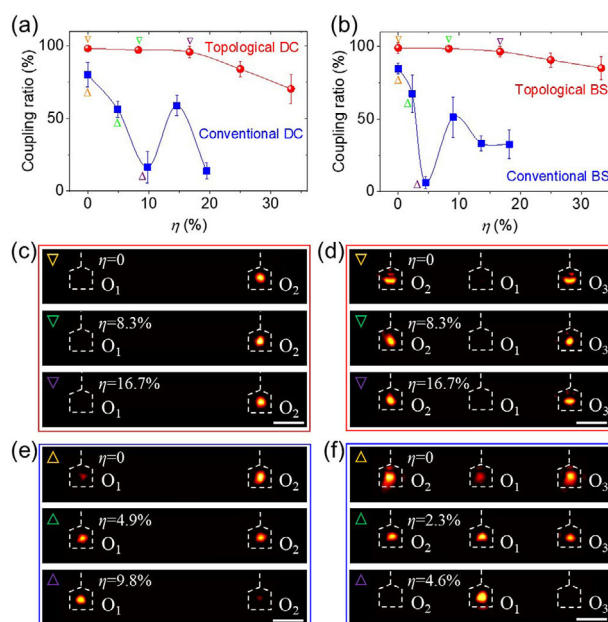 (a)
100
50
0
Coupling ratio (%)
Topological DC
Conventional DC
0 10 20 30
η (%)
(b)
100
50
0
Coupling ratio (%)
Topological BS
Conventional BS
0 10 20 30
η (%)
(c)
η=0
O₁ O₂
η=8.3%
O₁ O₂
η=16.7%
O₁ O₂
(d)
η=0
O₂ O₁ O₃
η=8.3%
O₂ O₁ O₃
η=16.7%
O₂ O₁ O₃
(e)
η=0
O₁ O₂
η=4.9%
O₁ O₂
η=9.8%
O₁ O₂
(f)
η=0
O₂ O₁ O₃
η=2.3%
O₂ O₁ O₃
η=4.6%
O₂ O₁ O₃